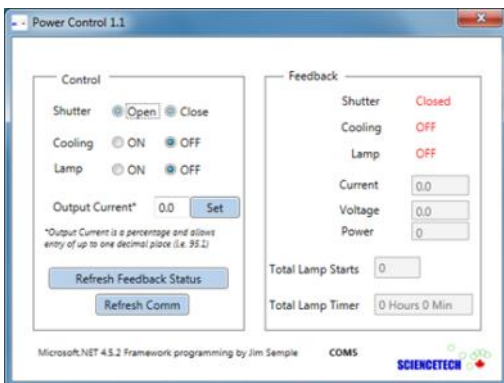 Power Control 1.1
Control
Shutter Open Close
Cooling ON OFF
Lamp ON OFF
Output Current* 0.0 Set
*Output Current is a percentage and allows
entry of up to one decimal place (i.e. 95.1)
Refresh Feedback Status
Refresh Comm
Feedback
Shutter Closed
Cooling OFF
Lamp OFF
Current 0.0
Voltage 0.0
Power 0
Total Lamp Starts 0
Total Lamp Timer 0 Hours 0 Min
Microsoft.NET 4.5.2 Framework programming by Jim Semple COM5
SCIENCETECH